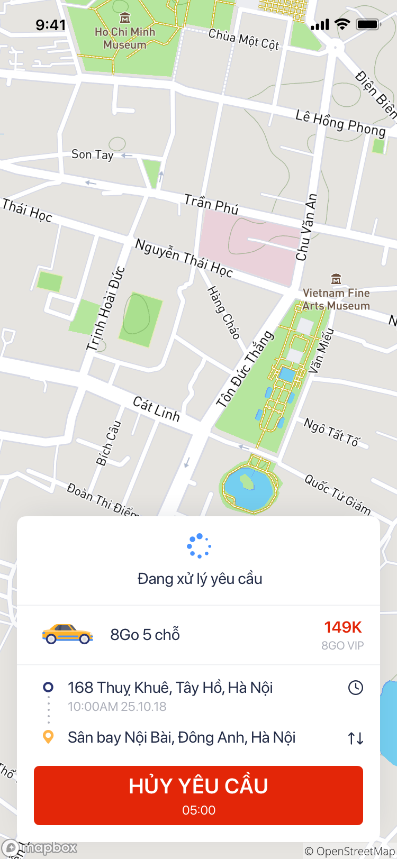 9:41
Ho Chi Minh
Museum
Chùa Một Cột
Điện Biên
Lê Hồng Phong
Son Tay
Trần Phú
Thái Học
Chu Văn An
Nguyễn Thái Học
Trịnh Hoài Đức
Hàng Cháo
Vietnam Fine
Arts Museum
Tôn Đức Thắng
Văn Miếu
Cát Linh
Bích Câu
Ngô Tất Tố
Quốc Tử Giám
Đoàn Thị Điểm
Đang xử lý yêu cầu
8Go 5 chỗ
149K
8GO VIP
168 Thuỵ Khuê, Tây Hồ, Hà Nội
10:00AM 25.10.18
Sân bay Nội Bài, Đông Anh, Hà Nội
HỦY YÊU CẦU
05:00
mapbox
© OpenStreetMap